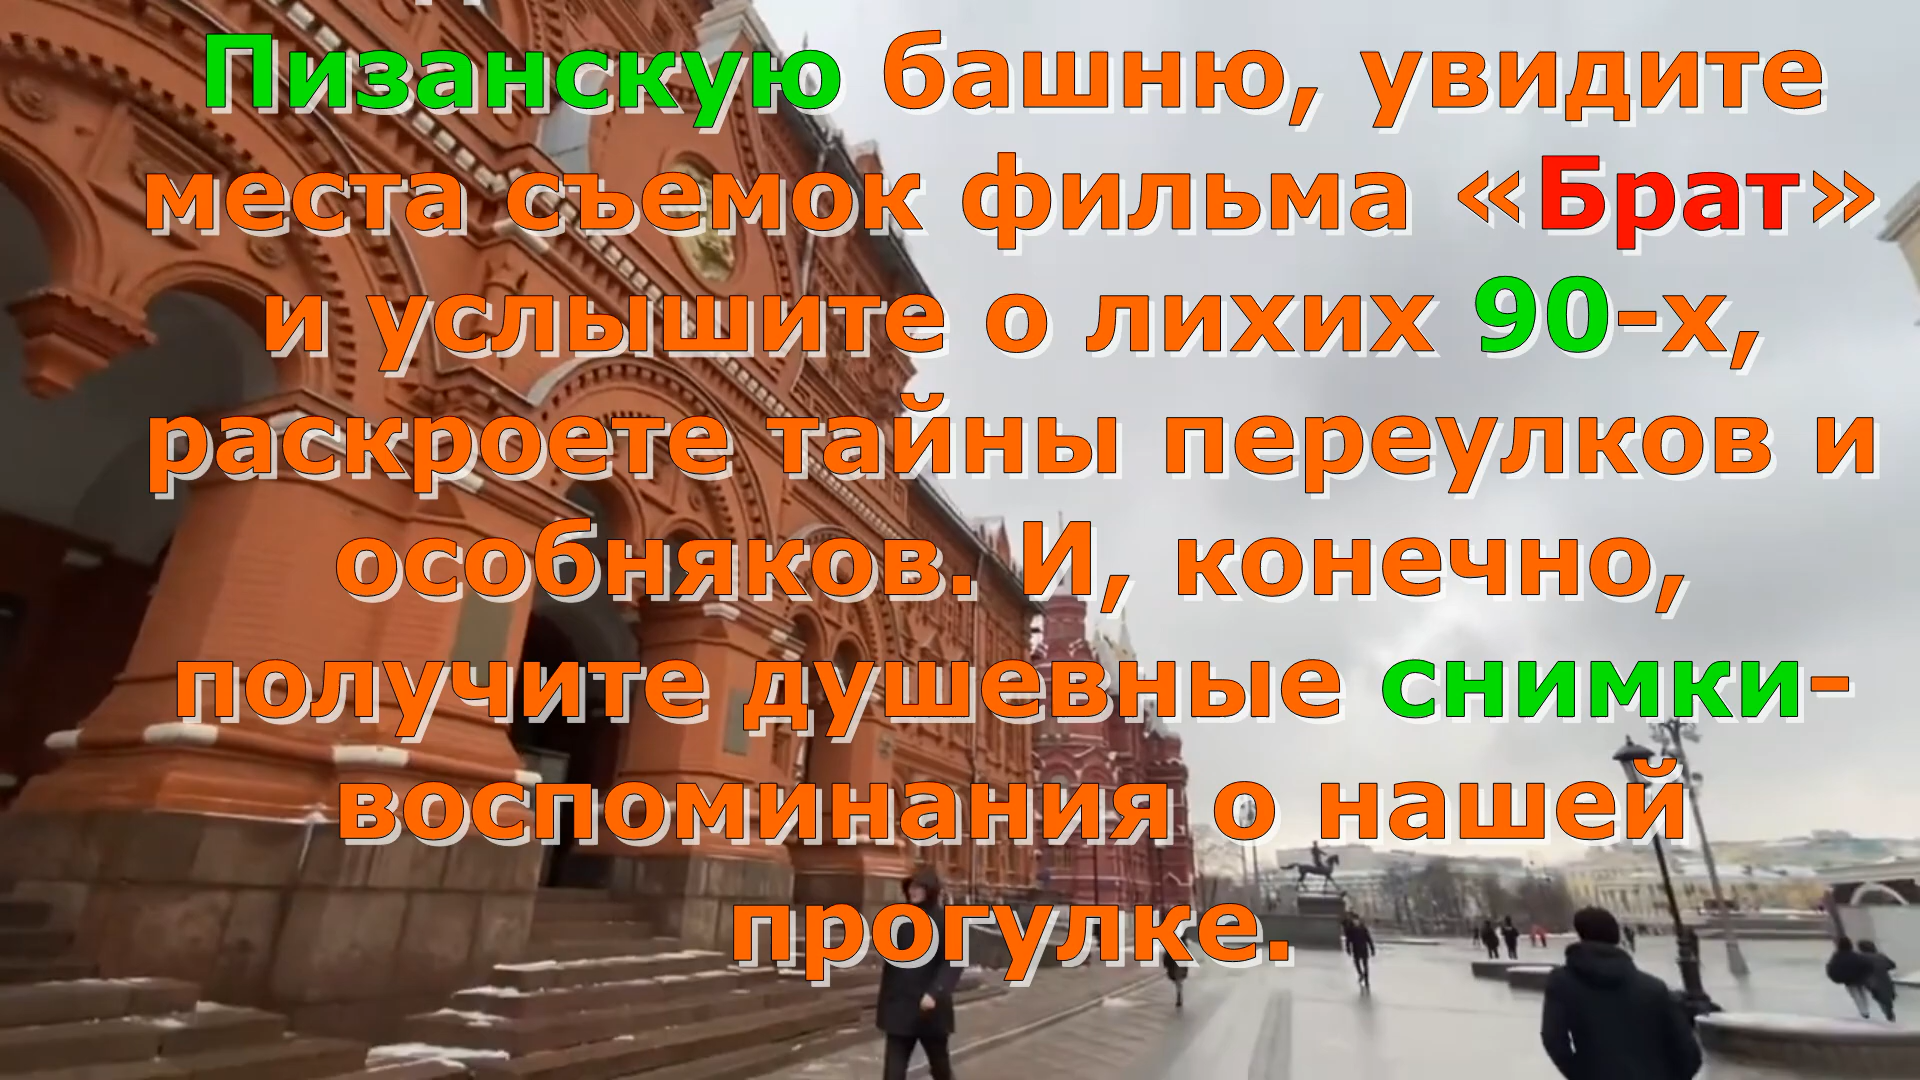 Пизанскую башню, увидите
места съемок фильма «Брат»
и услышите о лихих 90-х,
раскроете тайны переулков и
особняков. И, конечно,
получите душевные снимки-
воспоминания о нашей
прогулке.